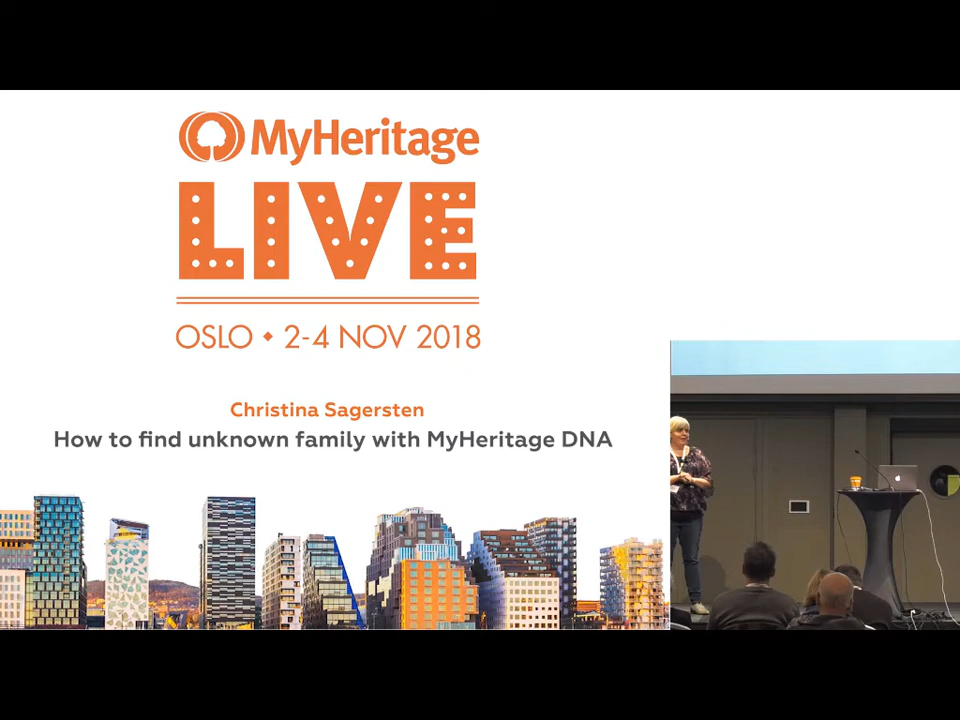 MyHeritage
LIVE
OSLO • 2-4 NOV 2018
Christina Sagersten
How to find unknown family with MyHeritage DNA